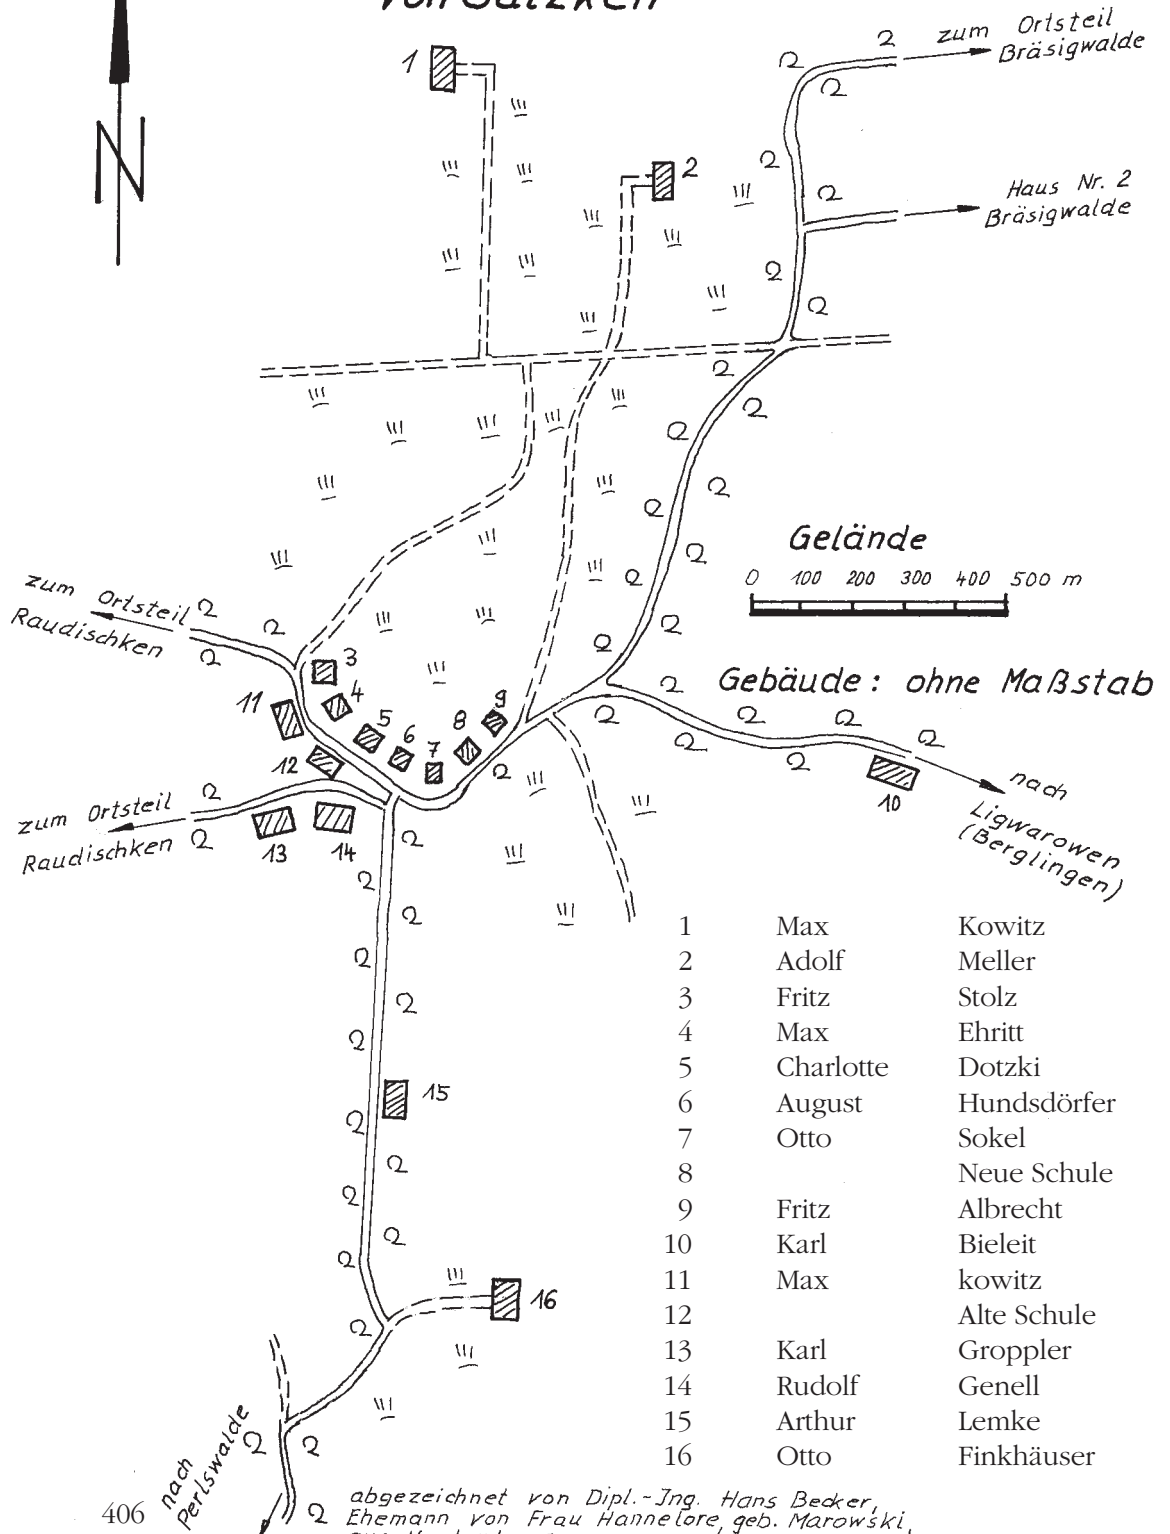 von Satzken
N
zum Ortsteil
Bräsigwalde
Haus Nr. 2
Bräsigwalde
1
2
Gelände
0 100 200 300 400 500 m
Gebäude: ohne Maßstab
zum Ortsteil
Raudischken
3
4
5
6
7
8
9
10
11
12
13
14
zum Ortsteil
Raudischken
nach
Ligwarowen
(Berglingen)
15
16
nach
Perlswalde
1 Max Kowitz
2 Adolf Meller
3 Fritz Stolz
4 Max Ehritt
5 Charlotte Dotzki
6 August Hundsdörfer
7 Otto Sokel
8 Neue Schule
9 Fritz Albrecht
10 Karl Bieleit
11 Max kowitz
12 Alte Schule
13 Karl Groppler
14 Rudolf Genell
15 Arthur Lemke
16 Otto Finkhäuser
abgezeichnet von Dipl.-Ing. Hans Becker,
Ehemann von Frau Hannelore, geb. Marowski,
406